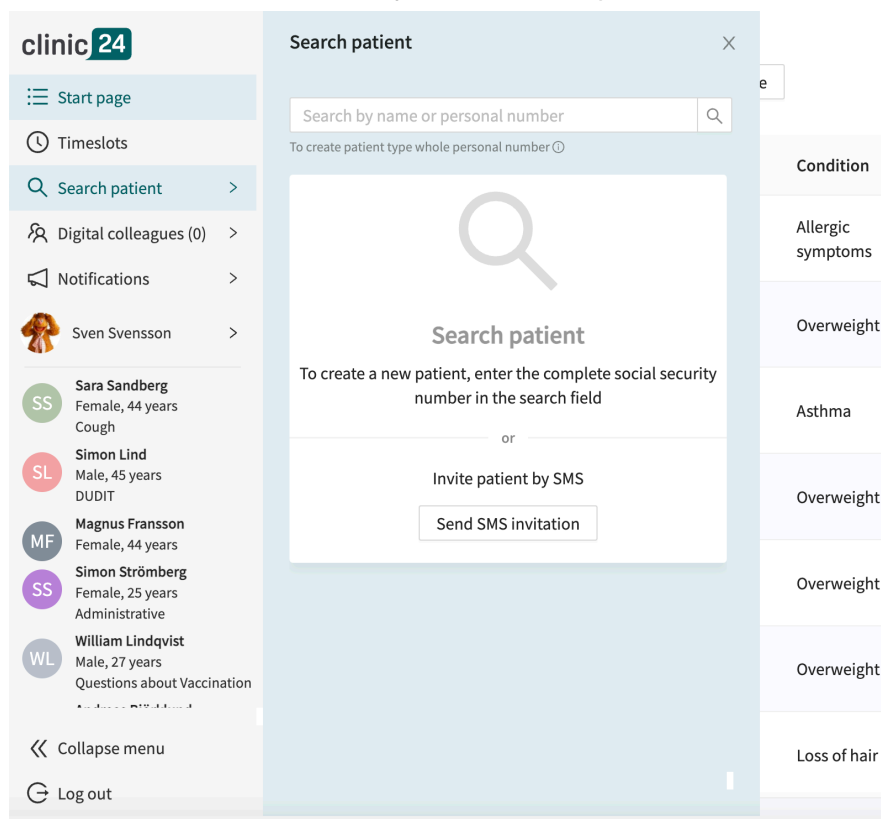 clinic 24
Start page
Timeslots
Search patient
Digital colleagues (0)
Notifications
Sven Svensson
SS
Sara Sandberg
Female, 44 years
Cough
SL
Simon Lind
Male, 45 years
DUDIT
MF
Magnus Fransson
Female, 44 years
SS
Simon Strömberg
Female, 25 years
Administrative
WL
William Lindqvist
Male, 27 years
Questions about Vaccination
Collapse menu
Log out
Search patient
Search by name or personal number
To create patient type whole personal number
Search patient
To create a new patient, enter the complete social security
number in the search field
or
Invite patient by SMS
Send SMS invitation
e
Condition
Allergic
symptoms
Overweight
Asthma
Overweight
Overweight
Overweight
Loss of hair